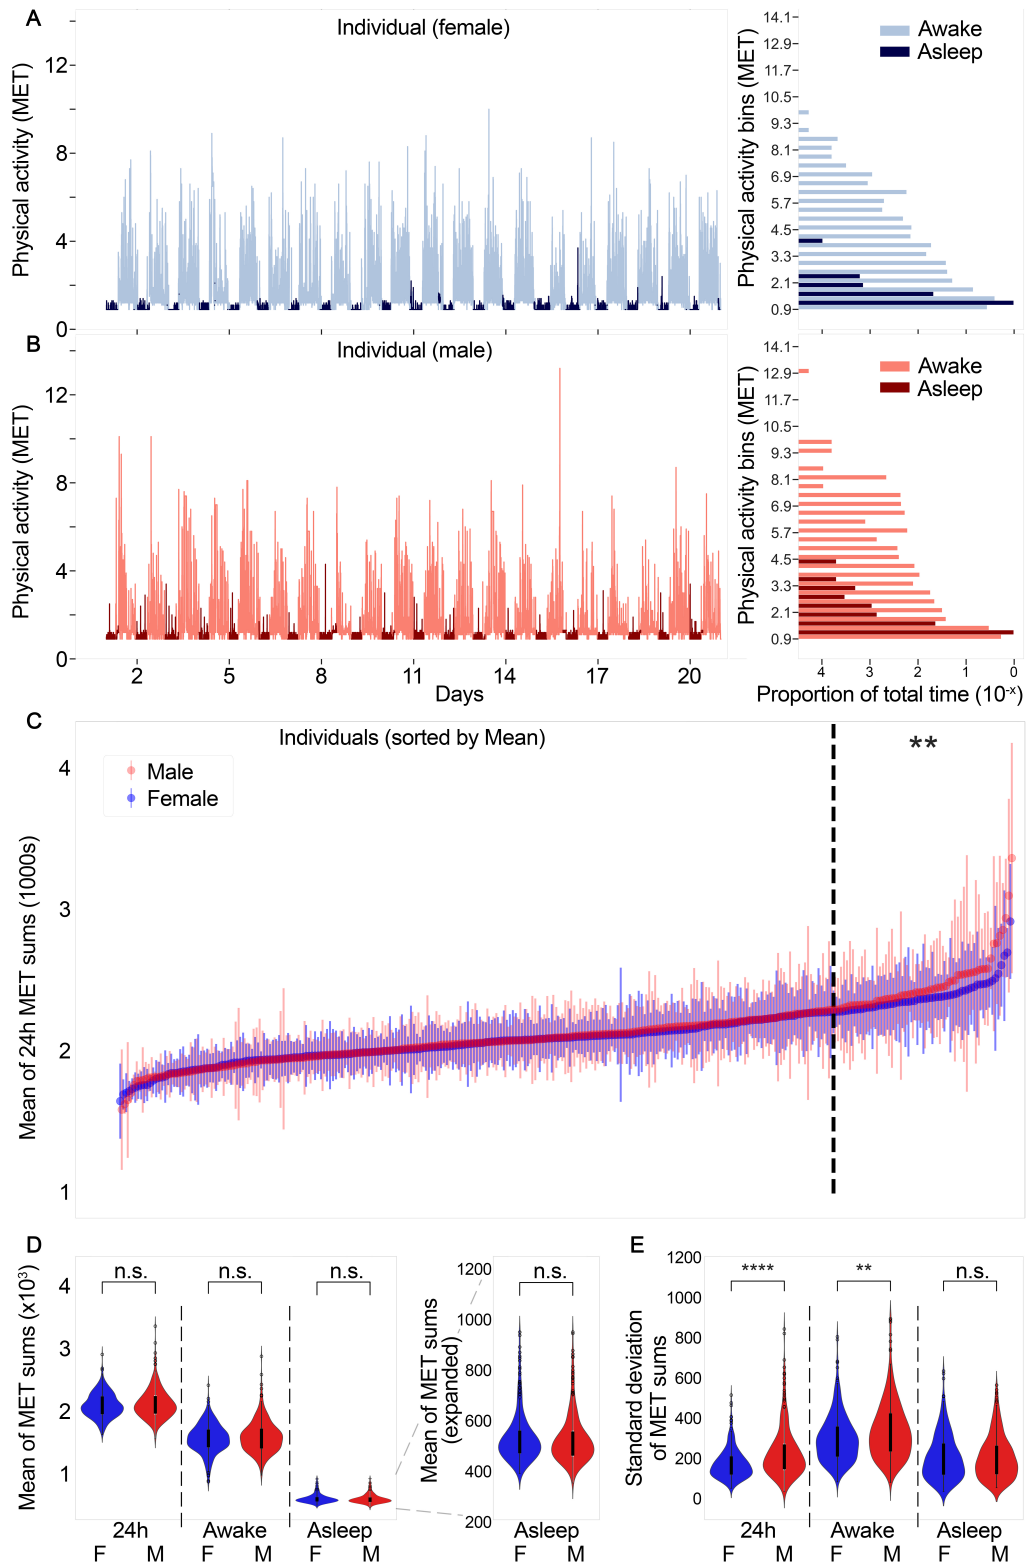 A
Individual (female)
Physical activity (MET)
12
8
4
0
Physical activity bins (MET)
14.1
12.9
11.7
10.5
9.3
8.1
6.9
5.7
4.5
3.3
2.1
0.9
Awake
Asleep
B
Individual (male)
Physical activity (MET)
12
8
4
0
2
5
8
11
14
17
20
Days
Physical activity bins (MET)
14.1
12.9
11.7
10.5
9.3
8.1
6.9
5.7
4.5
3.3
2.1
0.9
Awake
Asleep
4
3
2
1
0
Proportion of total time (10⁻ˣ)
C
Individuals (sorted by Mean)
**
Male
Female
Mean of 24h MET sums (1000s)
4
3
2
1
D
Mean of MET sums (x10³)
4
3
2
1
n.s.
n.s.
n.s.
24h
Awake
Asleep
F M F M F M
Mean of MET sums
(expanded)
1200
1000
800
600
400
200
n.s.
Asleep
F M
E
Standard deviation
of MET sums
1200
1000
800
600
400
200
0
****
**
n.s.
24h
Awake
Asleep
F M F M F M